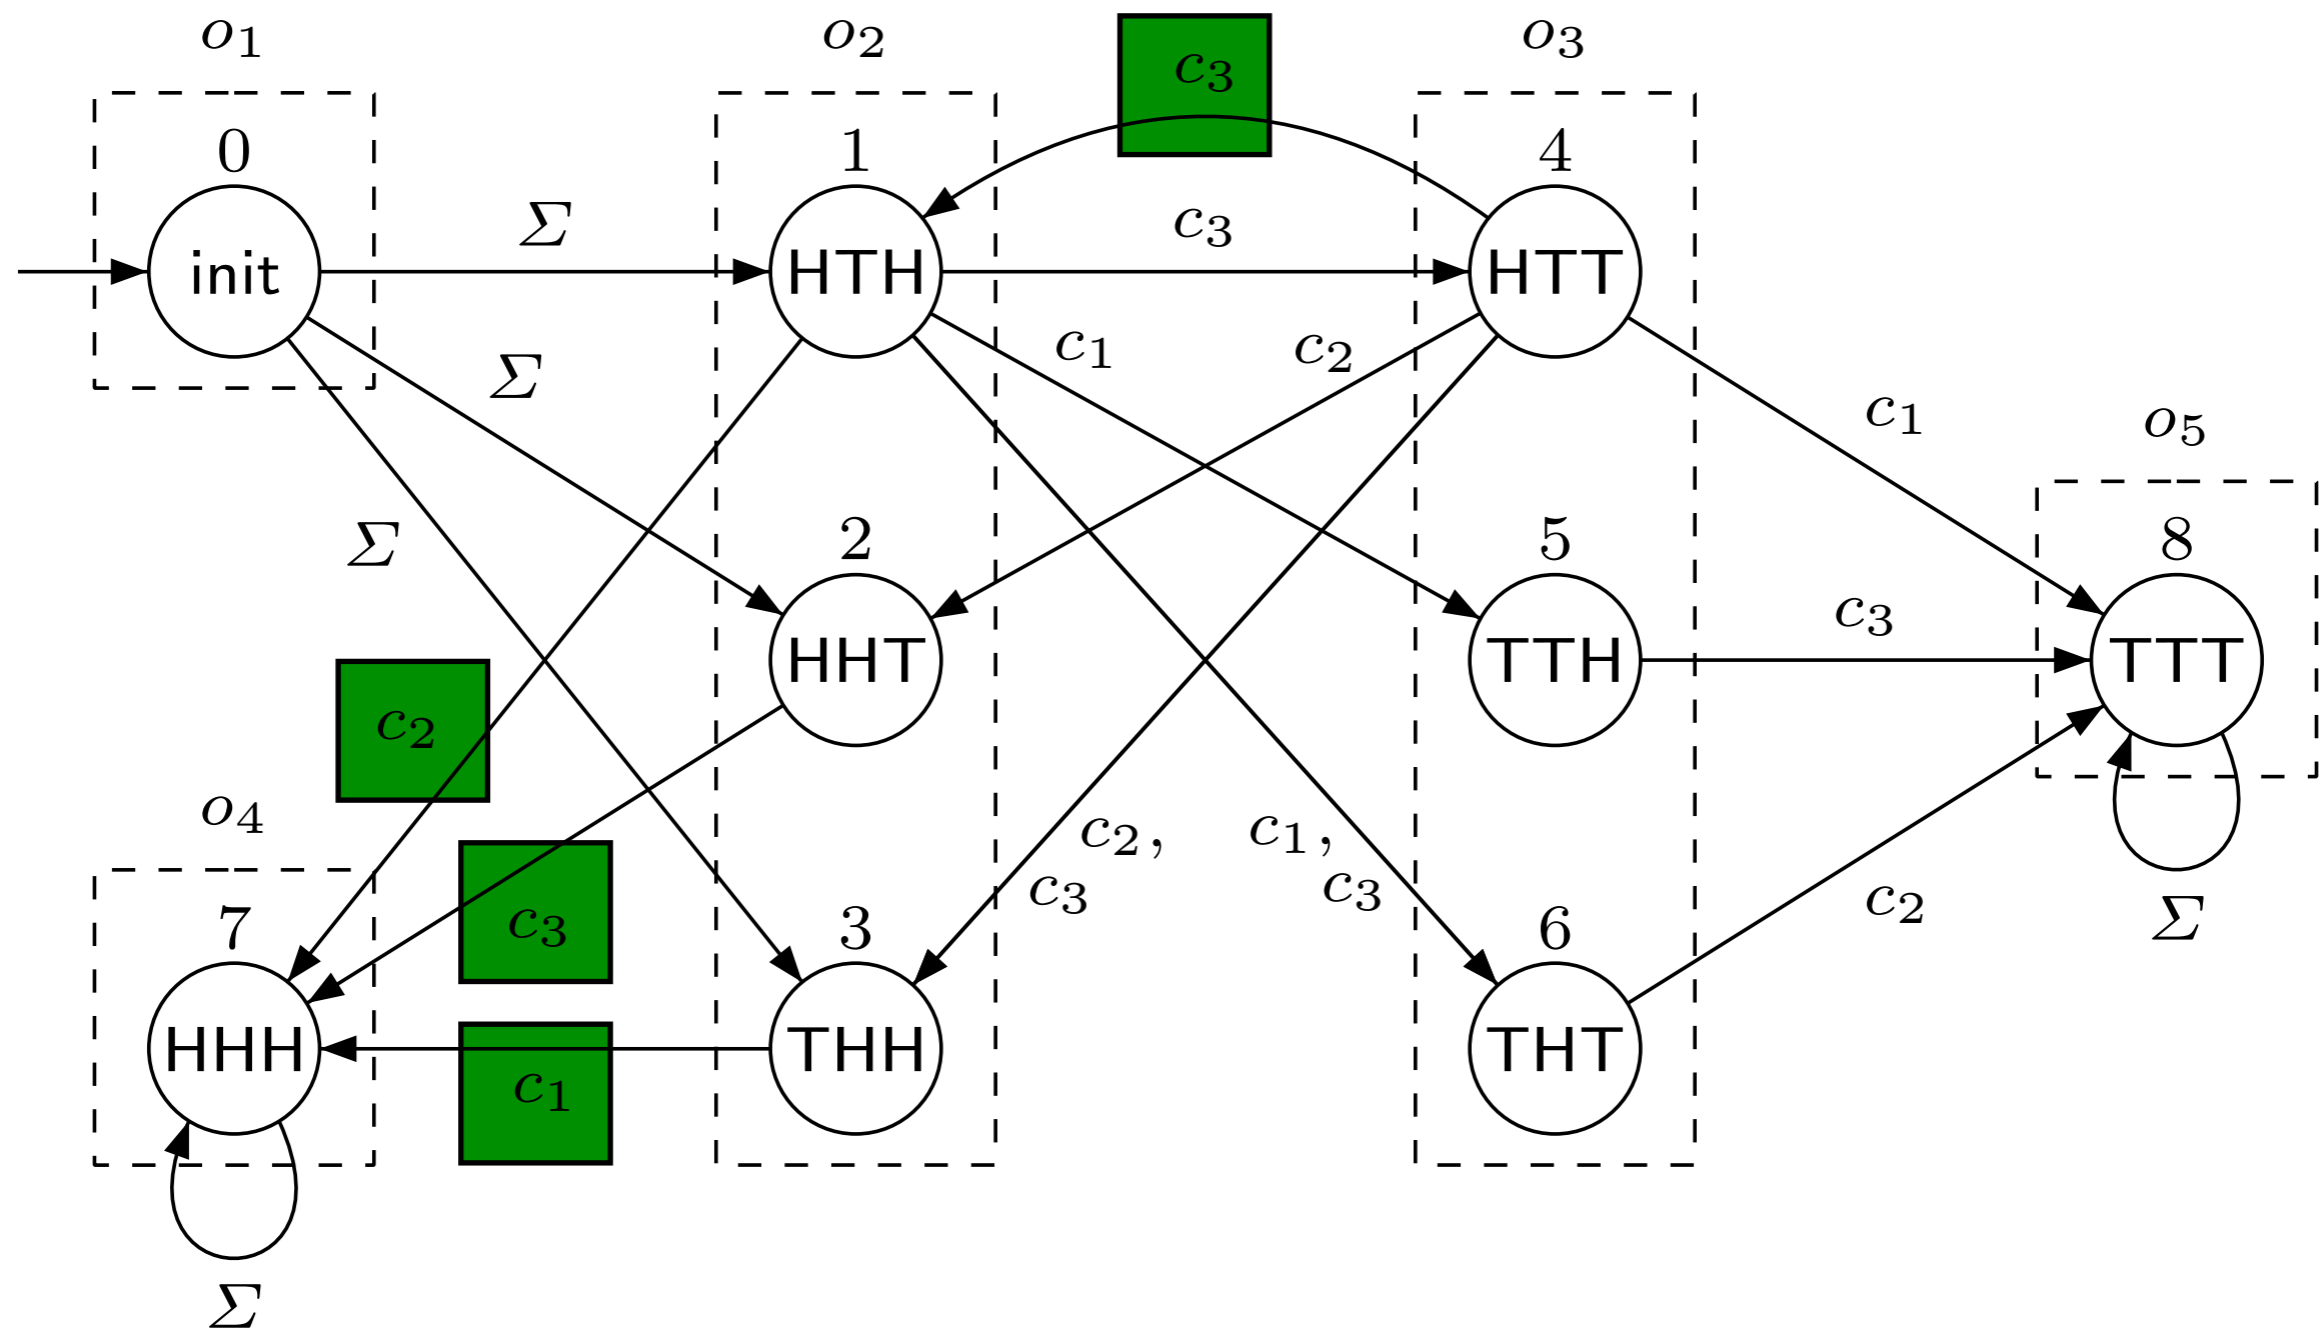 o₁ o₂ c₃ o₃
0 1 4
Σ c₃
init HTH HTT
Σ c₁ c₂
c₁ o₅
Σ 2 5 8
c₃
HHT TTH TTT
c₂
o₄ c₂, c₁,
c₃ c₃ c₃ c₂ Σ
7 3 6
HHH THH THT
c₁
Σ